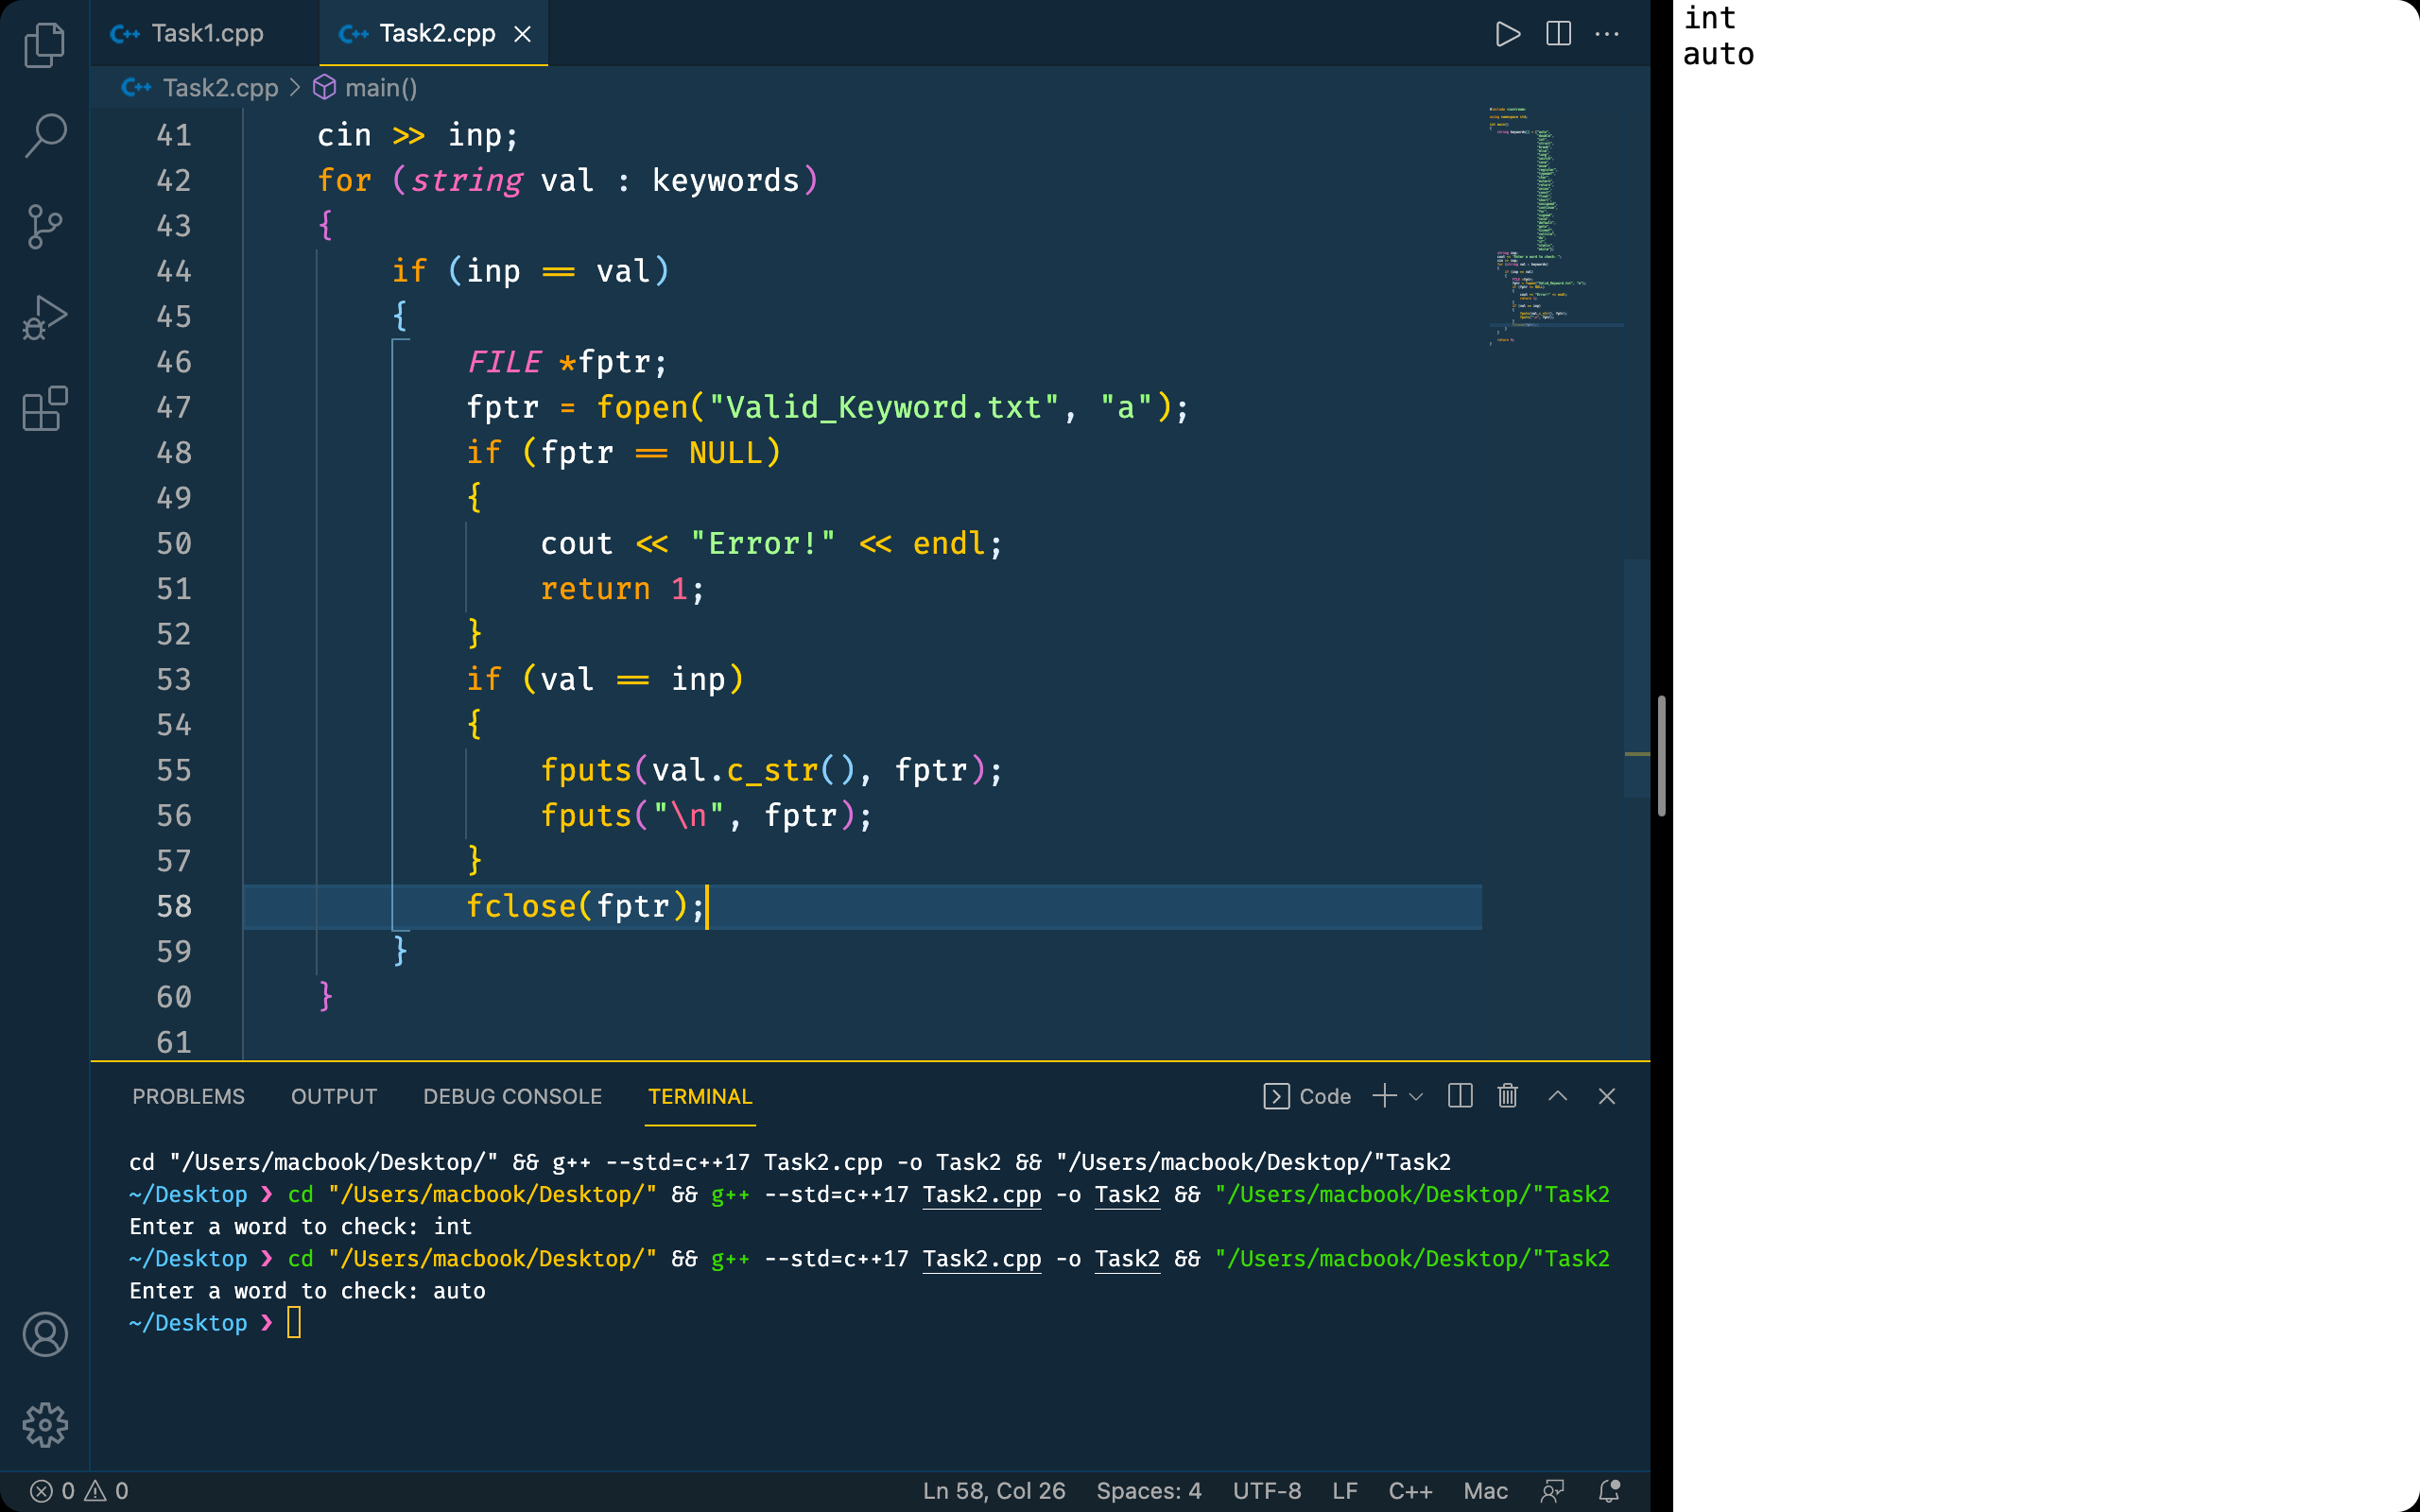 Task1.cpp
Task2.cpp
Task2.cpp
main()
41 cin >> inp;
42 for (string val : keywords)
43 {
44 if (inp == val)
45 {
46 FILE *fptr;
47 fptr = fopen("Valid_Keyword.txt", "a");
48 if (fptr == NULL)
49 {
50 cout << "Error!" << endl;
51 return 1;
52 }
53 if (val == inp)
54 {
55 fputs(val.c_str(), fptr);
56 fputs("\n", fptr);
57 }
58 fclose(fptr);
59 }
60 }
61
PROBLEMS OUTPUT DEBUG CONSOLE TERMINAL Code
cd "/Users/macbook/Desktop/" && g++ --std=c++17 Task2.cpp -o Task2 && "/Users/macbook/Desktop/"Task2
~/Desktop ❯ cd "/Users/macbook/Desktop/" && g++ --std=c++17 Task2.cpp -o Task2 && "/Users/macbook/Desktop/"Task2
Enter a word to check: int
~/Desktop ❯ cd "/Users/macbook/Desktop/" && g++ --std=c++17 Task2.cpp -o Task2 && "/Users/macbook/Desktop/"Task2
Enter a word to check: auto
~/Desktop ❯
0 0 Ln 58, Col 26 Spaces: 4 UTF-8 LF C++ Mac
int
auto